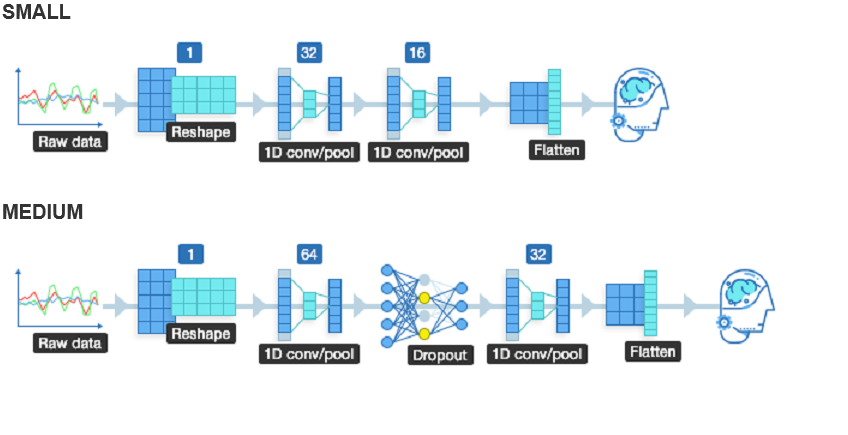 SMALL
1
32
16
Raw data
Reshape
1D conv/pool
1D conv/pool
Flatten
MEDIUM
1
64
32
Raw data
Reshape
1D conv/pool
Dropout
1D conv/pool
Flatten